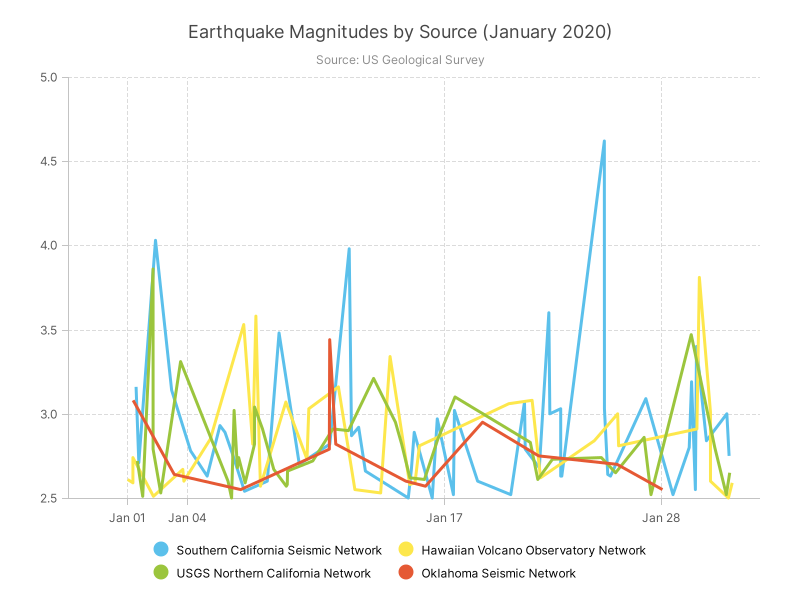 Earthquake Magnitudes by Source (January 2020)
Source: US Geological Survey
5.0
4.5
4.0
3.5
3.0
2.5
Jan 01 Jan 04 Jan 17 Jan 28
Southern California Seismic Network Hawaiian Volcano Observatory Network
USGS Northern California Network Oklahoma Seismic Network